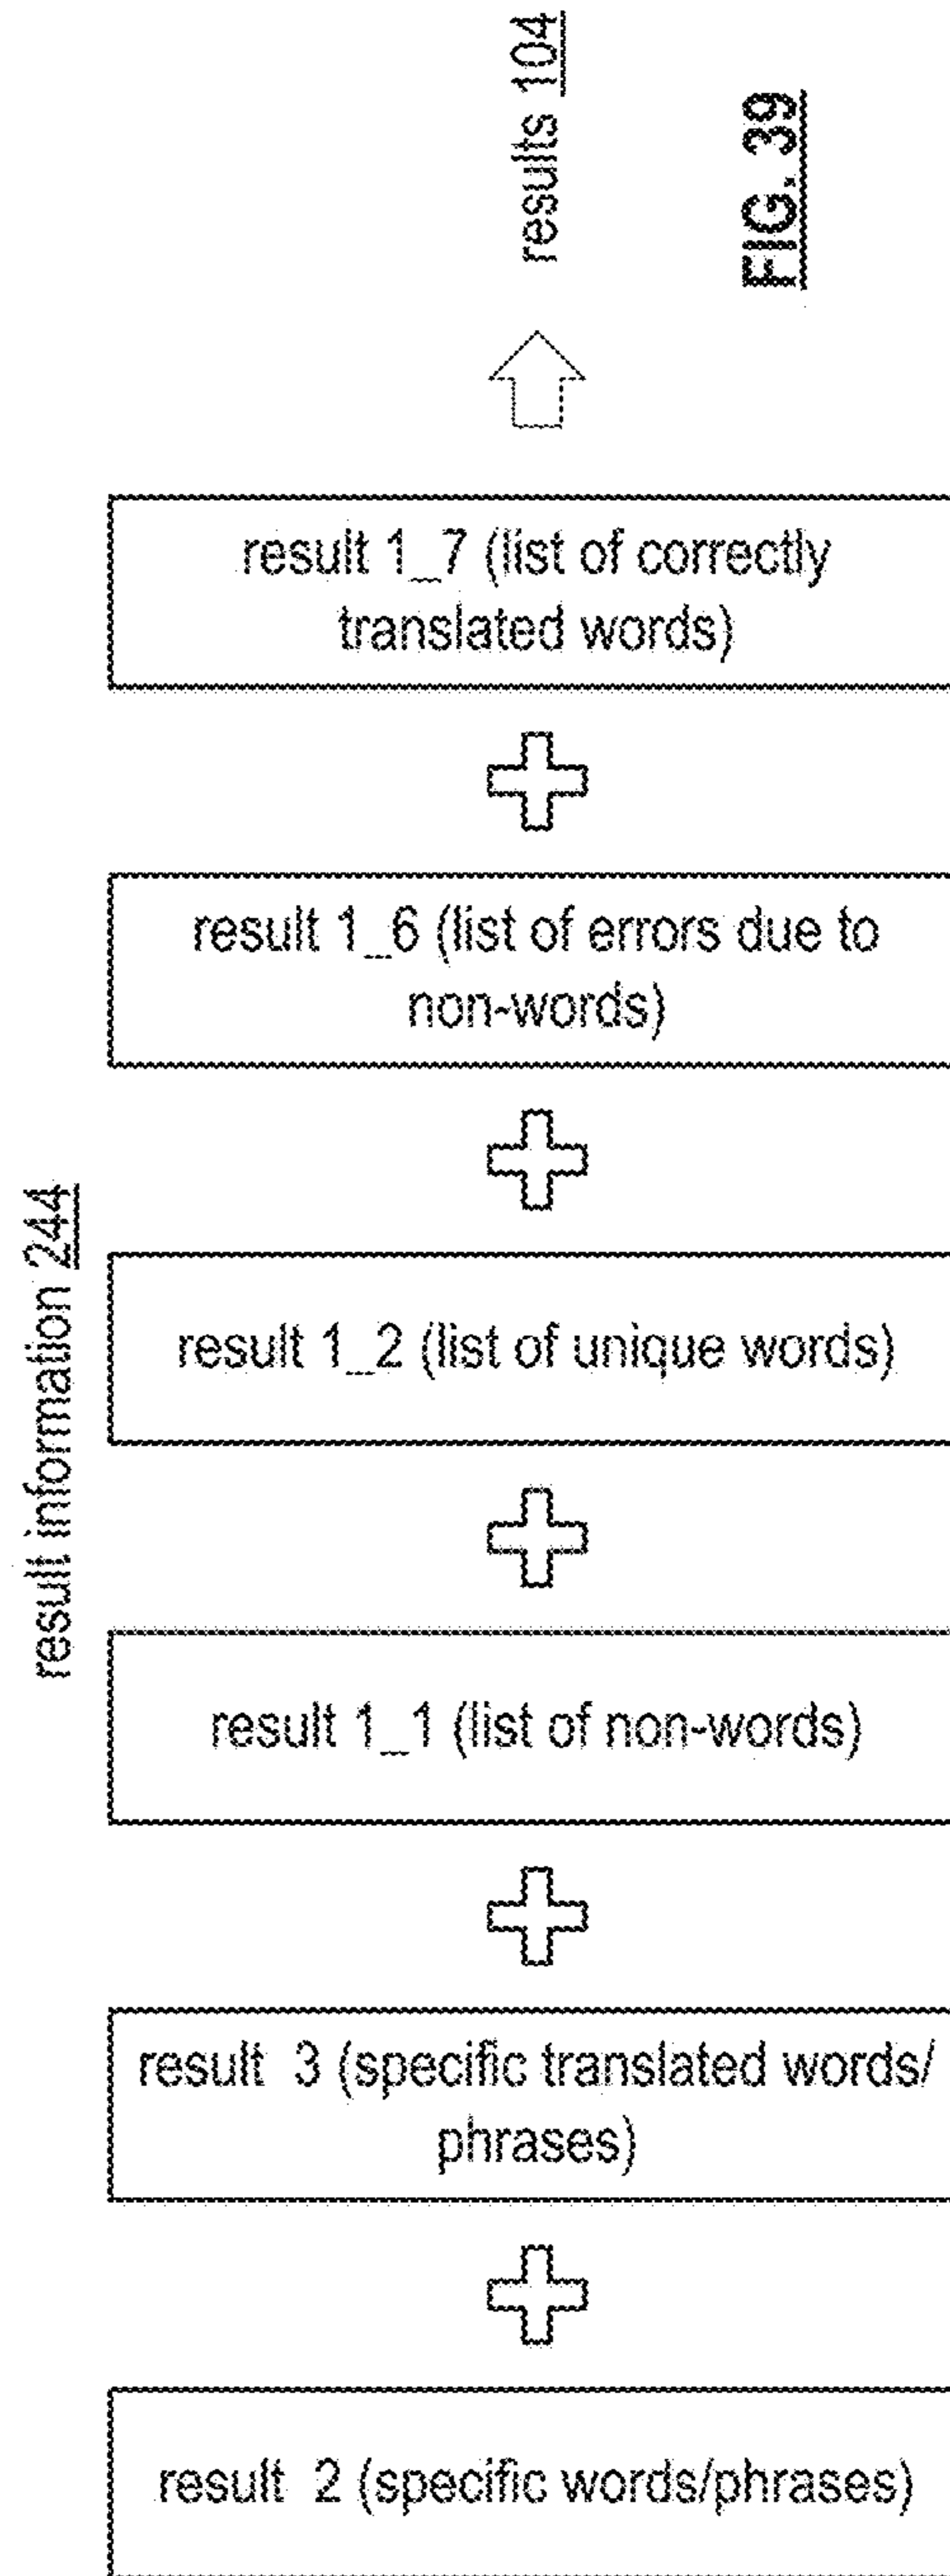 results 104
FIG. 39
result 1_7 (list of correctly
translated words)
result 1_6 (list of errors due to
non-words)
result information 244
result 1_2 (list of unique words)
result 1_1 (list of non-words)
result 3 (specific translated words/
phrases)
result 2 (specific words/phrases)